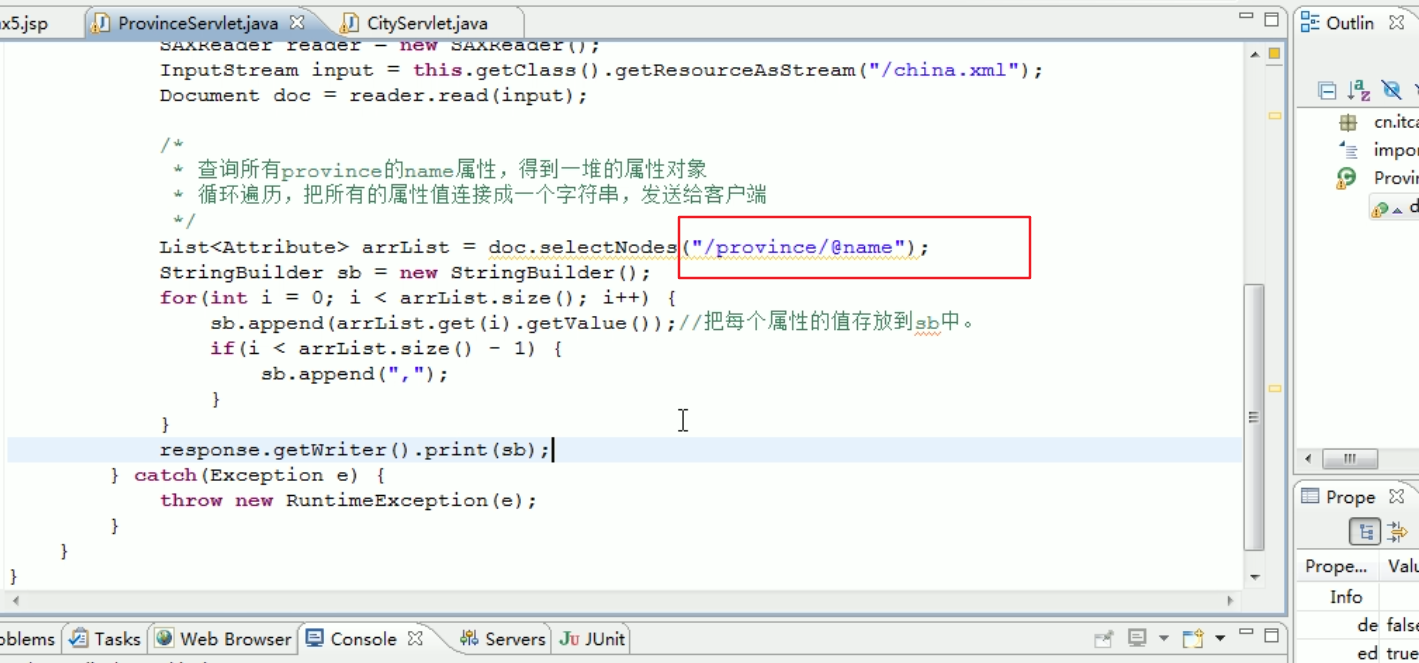 x5.jsp
ProvinceServlet.java
CityServlet.java
Outlin
SAXReader reader = new SAXReader();
InputStream input = this.getClass().getResourceAsStream("/china.xml");
Document doc = reader.read(input);
/*
* 查询所有province的name属性，得到一堆的属性对象
* 循环遍历，把所有的属性值连接成一个字符串，发送给客户端
*/
List<Attribute> arrList = doc.selectNodes("/province/@name");
StringBuilder sb = new StringBuilder();
for(int i = 0; i < arrList.size(); i++) {
sb.append(arrList.get(i).getValue());//把每个属性的值存放到sb中。
if(i < arrList.size() - 1) {
sb.append(",");
}
}
response.getWriter().print(sb);
} catch(Exception e) {
throw new RuntimeException(e);
}
}
}
cn.itca
impor
Provin
d
Prope
Prope...
Valu
Info
de
false
ed
true
oblems
Tasks
Web Browser
Console
Servers
JUnit